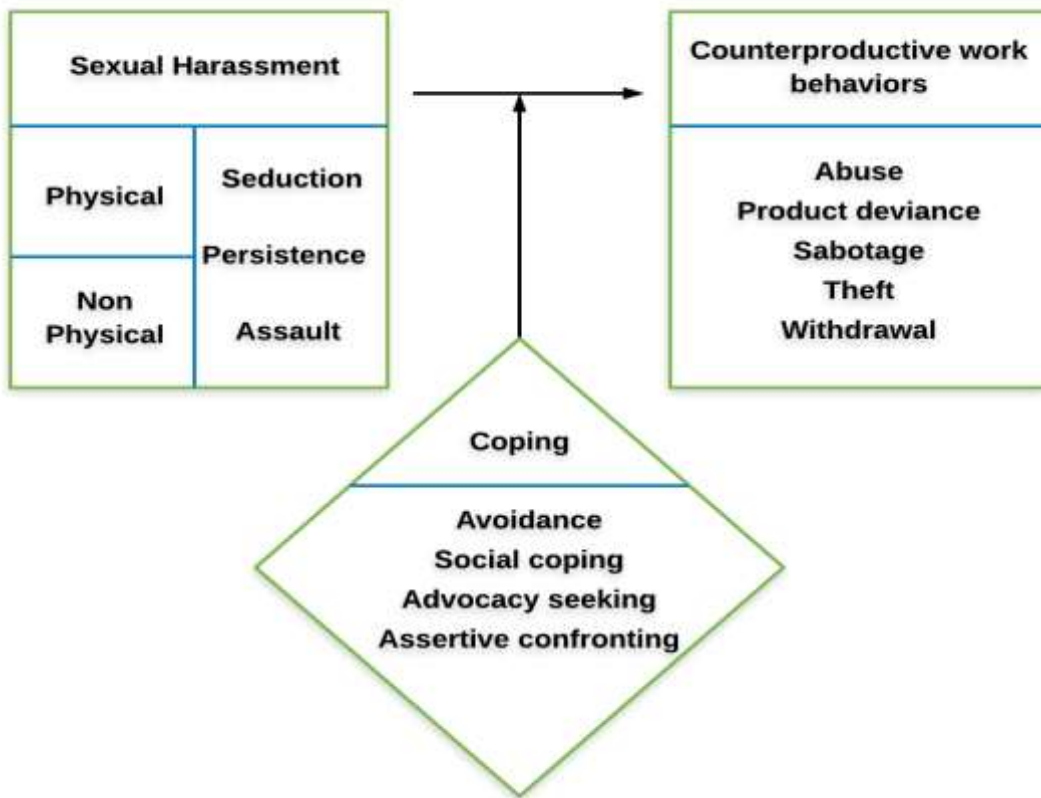 Sexual Harassment
Physical
Non
Physical
Seduction
Persistence
Assault
Counterproductive work
behaviors
Abuse
Product deviance
Sabotage
Theft
Withdrawal
Coping
Avoidance
Social coping
Advocacy seeking
Assertive confronting